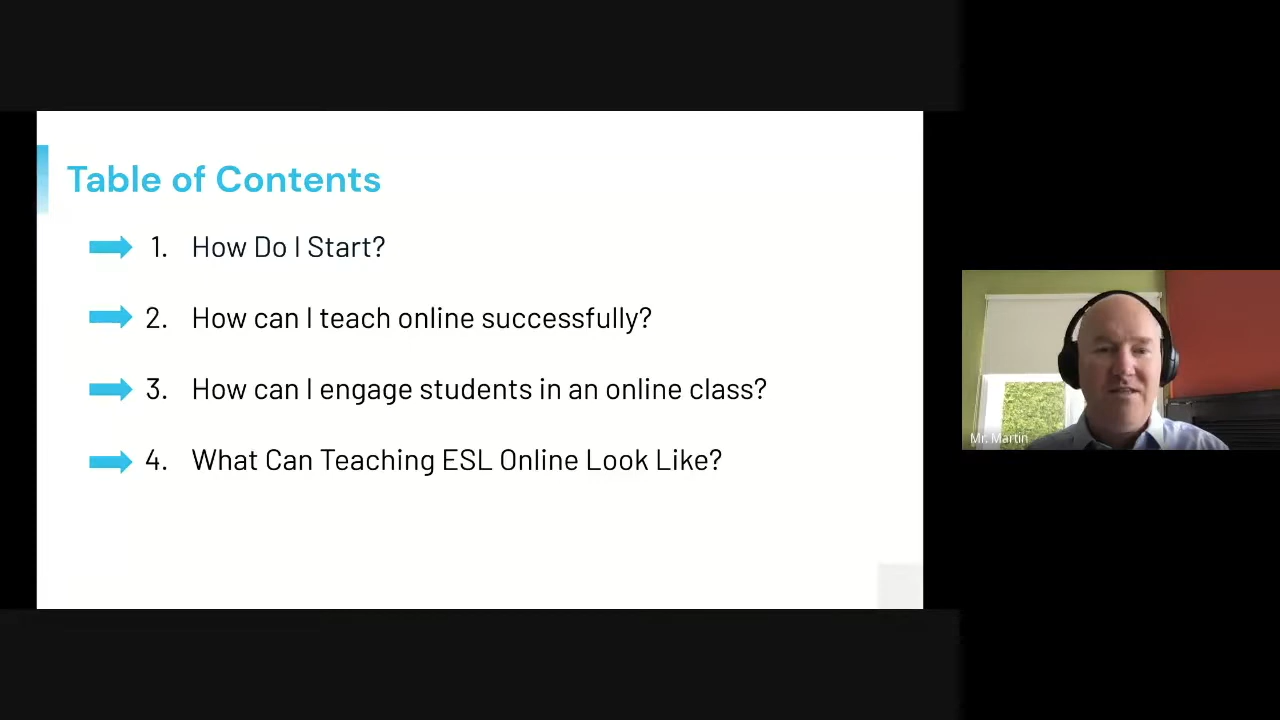 Table of Contents
1. How Do I Start?
2. How can I teach online successfully?
3. How can I engage students in an online class?
4. What Can Teaching ESL Online Look Like?
Mr. Martin